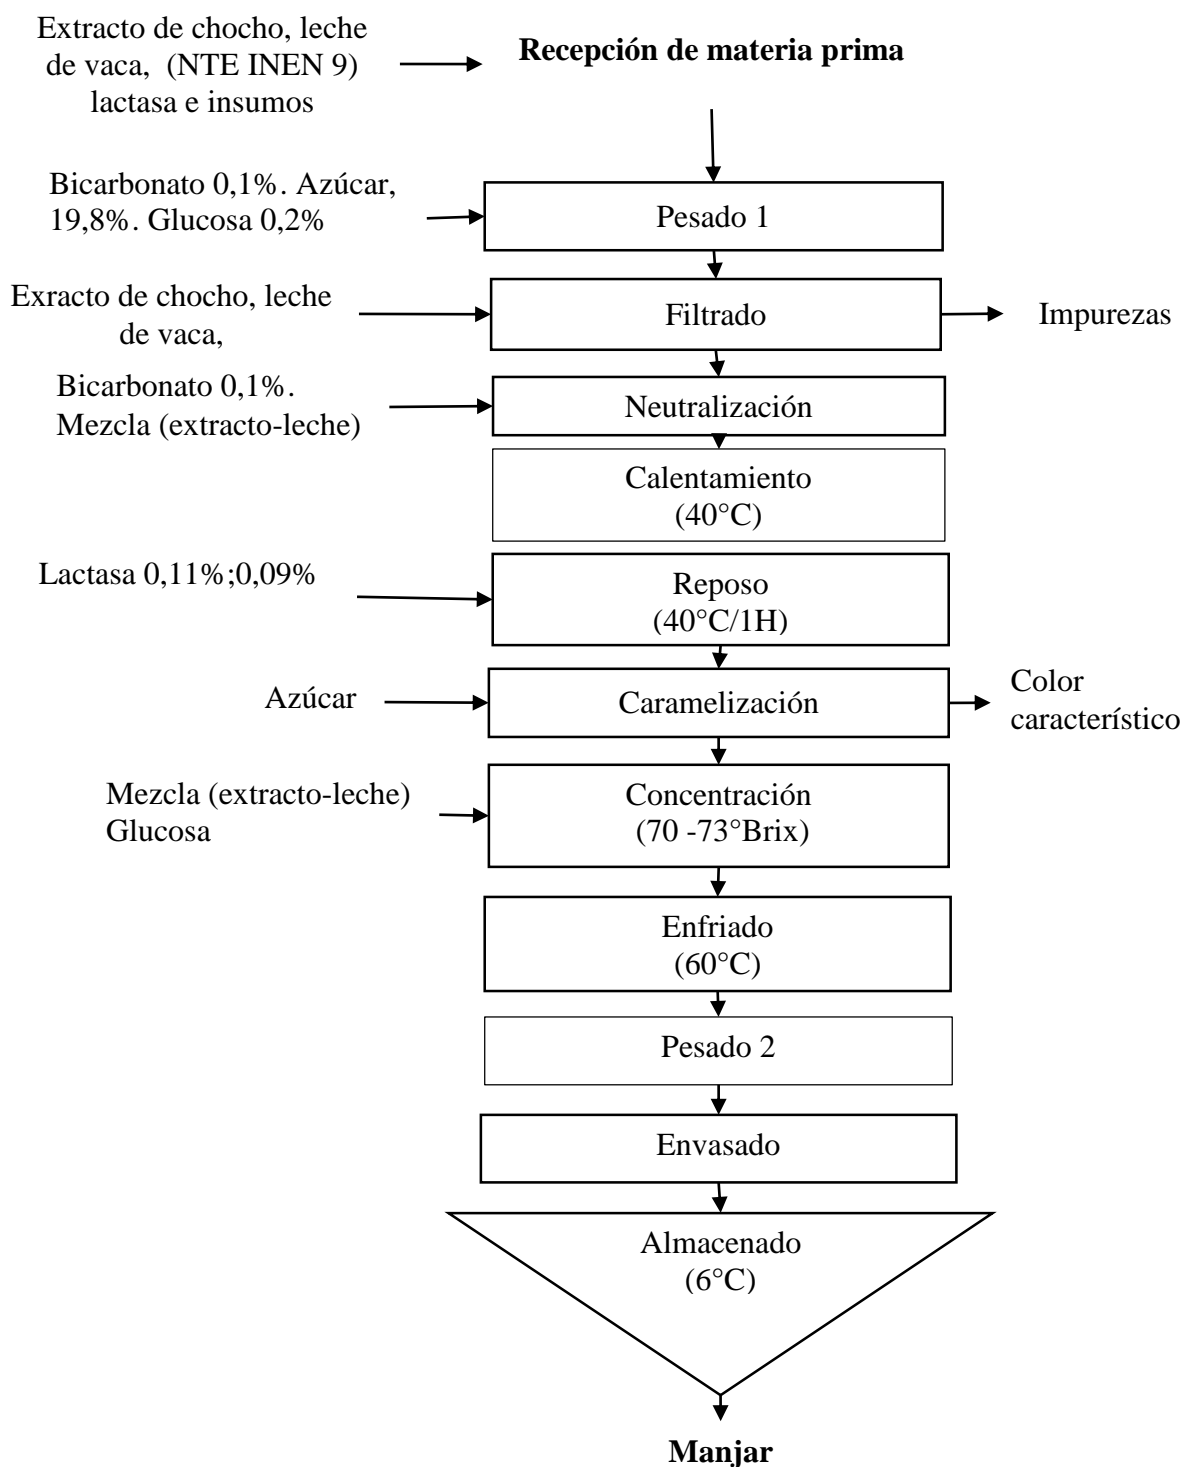 Extracto de chocho, leche
de vaca,  (NTE INEN 9)
lactasa e insumos
Recepción de materia prima
Bicarbonato 0,1%. Azúcar,
19,8%. Glucosa 0,2%
Pesado 1
Exracto de chocho, leche
de vaca,
Filtrado
Impurezas
Bicarbonato 0,1%.
Mezcla (extracto-leche)
Neutralización
Calentamiento
(40°C)
Lactasa 0,11%;0,09%
Reposo
(40°C/1H)
Azúcar
Caramelización
Color
característico
Mezcla (extracto-leche)
Glucosa
Concentración
(70 -73°Brix)
Enfriado
(60°C)
Pesado 2
Envasado
Almacenado
(6°C)
Manjar